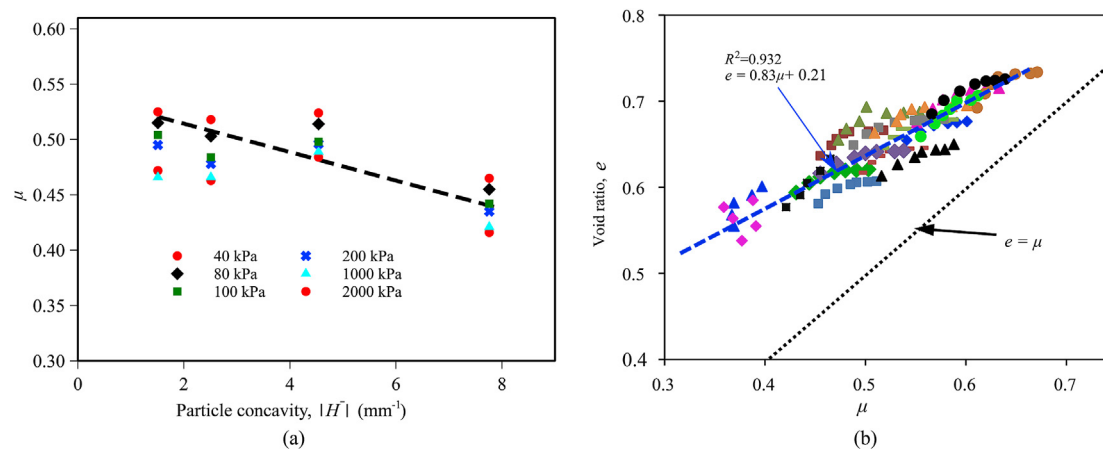 0.60
0.55
0.50
0.45
0.40
0.35
0.30
μ
40 kPa
80 kPa
100 kPa
200 kPa
1000 kPa
2000 kPa
0 2 4 6 8
Particle concavity, |H⁻| (mm⁻¹)
(a)
0.8
0.7
0.6
0.5
0.4
Void ratio, e
R²=0.932
e = 0.83μ+ 0.21
e = μ
0.3 0.4 0.5 0.6 0.7
μ
(b)